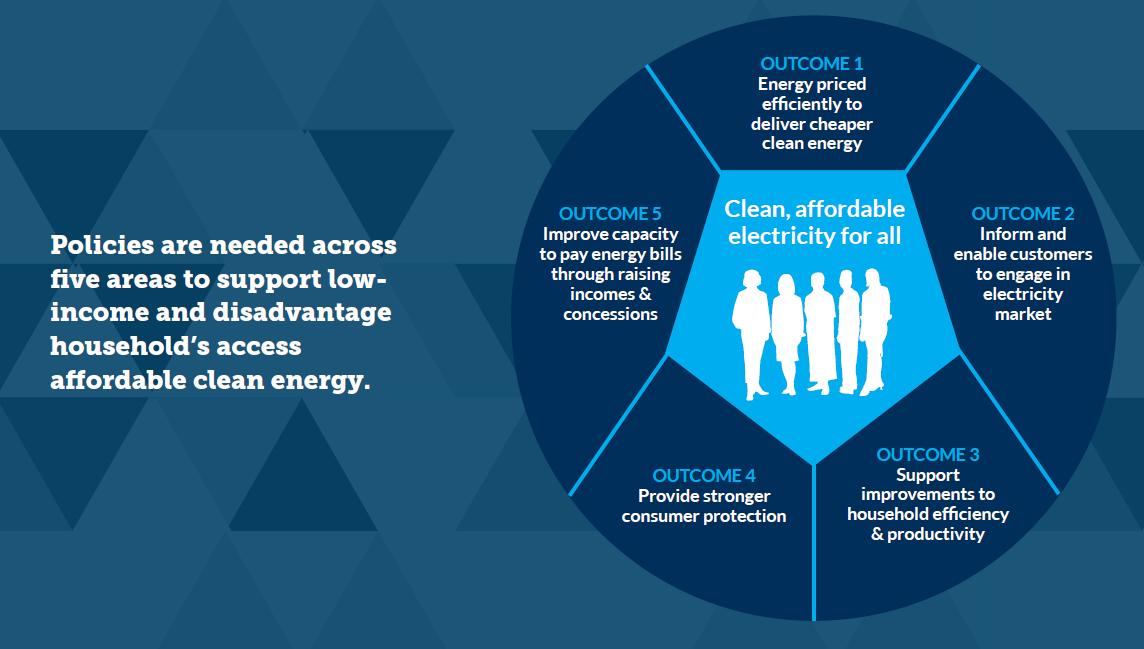 Policies are needed across
five areas to support low-
income and disadvantage
household’s access
affordable clean energy.
OUTCOME 1
Energy priced
efficiently to
deliver cheaper
clean energy
OUTCOME 2
Inform and
enable customers
to engage in
electricity
market
OUTCOME 3
Support
improvements to
household efficiency
& productivity
OUTCOME 4
Provide stronger
consumer protection
OUTCOME 5
Improve capacity
to pay energy bills
through raising
incomes &
concessions
Clean, affordable
electricity for all